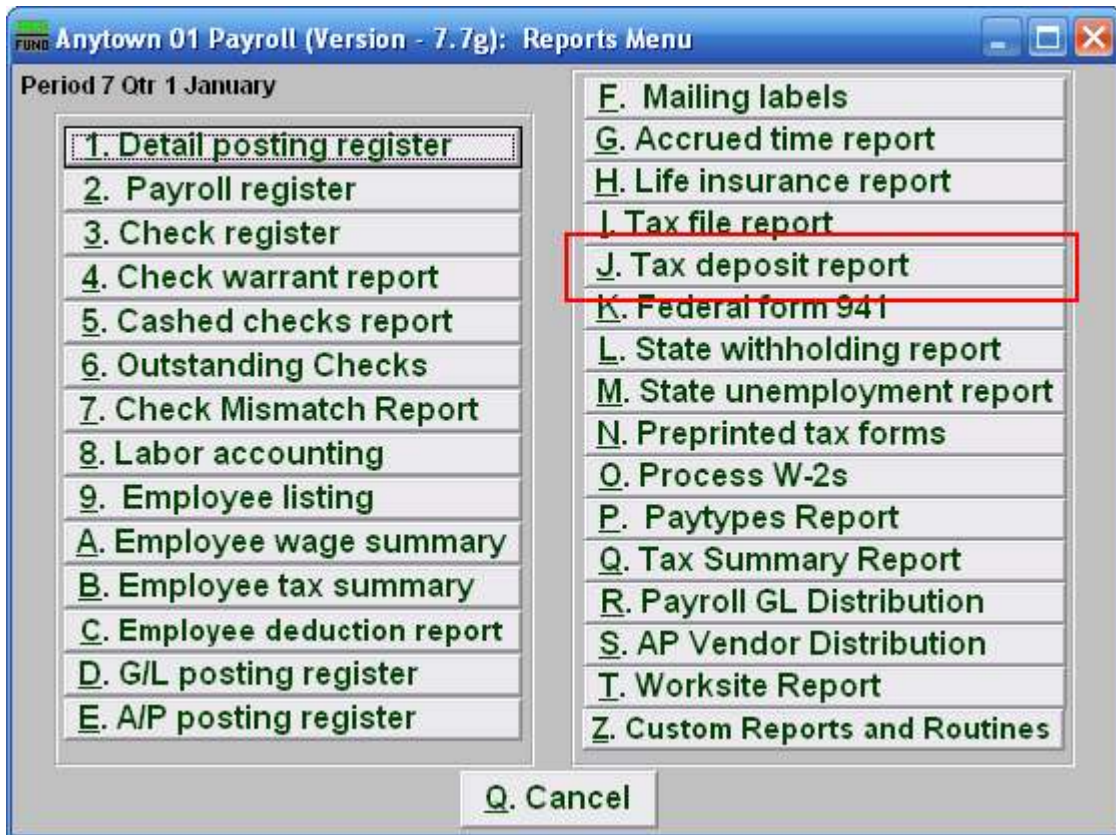 FUND Anytown 01 Payroll (Version - 7.7g): Reports Menu
Period 7 Qtr 1 January
1. Detail posting register
2. Payroll register
3. Check register
4. Check warrant report
5. Cashed checks report
6. Outstanding Checks
7. Check Mismatch Report
8. Labor accounting
9. Employee listing
A. Employee wage summary
B. Employee tax summary
C. Employee deduction report
D. G/L posting register
E. A/P posting register
F. Mailing labels
G. Accrued time report
H. Life insurance report
I. Tax file report
J. Tax deposit report
K. Federal form 941
L. State withholding report
M. State unemployment report
N. Preprinted tax forms
O. Process W-2s
P. Paytypes Report
Q. Tax Summary Report
R. Payroll GL Distribution
S. AP Vendor Distribution
T. Worksite Report
Z. Custom Reports and Routines
Q. Cancel